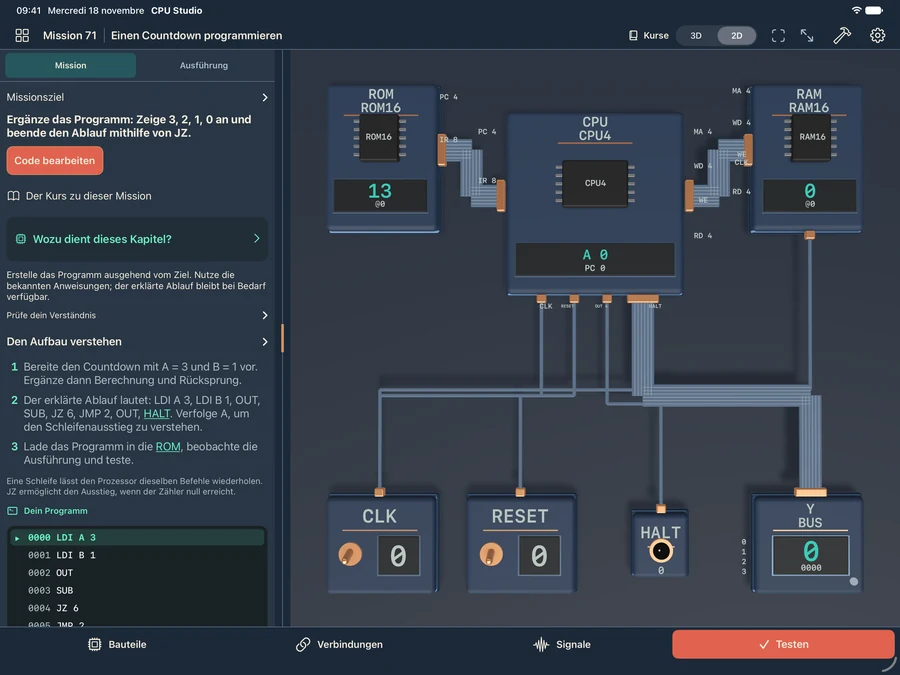 09:41 Mercredi 18 novembre CPU Studio
Mission 71 Einen Countdown programmieren
Kurse 3D 2D
Mission Ausführung
Missionsziel
Ergänze das Programm: Zeige 3, 2, 1, 0 an und
beende den Ablauf mithilfe von JZ.
Code bearbeiten
Der Kurs zu dieser Mission
Wozu dient dieses Kapitel?
Erstelle das Programm ausgehend vom Ziel. Nutze die
bekannten Anweisungen; der erklärte Ablauf bleibt bei Bedarf
verfügbar.
Prüfe dein Verständnis
Den Aufbau verstehen
1 Bereite den Countdown mit A = 3 und B = 1 vor.
Ergänze dann Berechnung und Rücksprung.
2 Der erklärte Ablauf lautet: LDI A 3, LDI B 1, OUT,
SUB, JZ 6, JMP 2, OUT, HALT. Verfolge A, um
den Schleifenausstieg zu verstehen.
3 Lade das Programm in die ROM, beobachte die
Ausführung und teste.
Eine Schleife lässt den Prozessor dieselben Befehle wiederholen.
JZ ermöglicht den Ausstieg, wenn der Zähler null erreicht.
Dein Programm
0000 LDI A 3
0001 LDI B 1
0002 OUT
0003 SUB
0004 JZ 6
0005 JMP 2
ROM
ROM16
ROM16
13
@0
PC 4
IR 8
PC 4
IR 8
CPU
CPU4
CPU4
A 0
PC 0
CLK RESET OUT HALT
MA 4
WD 4
WE
RD 4
MA 4
WD 4
WE
CLK
RD 4
RAM
RAM16
RAM16
0
@0
CLK
0
RESET
0
HALT
0
0
1
2
3
Y
BUS
0
0000
Bauteile Verbindungen Signale Testen